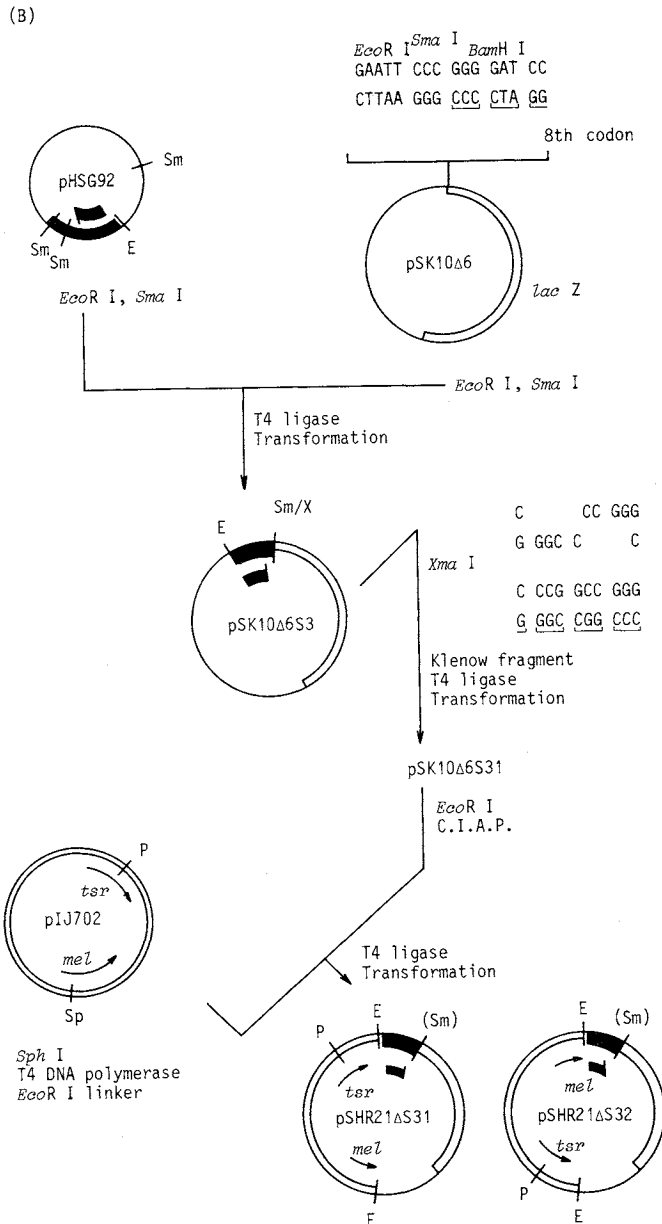 (B)
EcoR I Sma I BamH I
GAATT CCC GGG GAT CC
CTTAA GGG CCC CTA GG
8th codon
Sm
pHSG92
Sm
Sm
E
EcoR I, Sma I
pSK10Δ6
lac Z
EcoR I, Sma I
T4 ligase
Transformation
Sm/X
E
pSK10Δ6S3
Xma I
C CC GGG
G GGC C C
C CCG GCC GGG
G GGC CGG CCC
Klenow fragment
T4 ligase
Transformation
pSK10Δ6S31
EcoR I
C.I.A.P.
P
tsr
pIJ702
mel
Sp
Sph I
T4 DNA polymerase
EcoR I linker
T4 ligase
Transformation
E
(Sm)
P
tsr
pSHR21ΔS31
mel
E
E
(Sm)
mel
pSHR21ΔS32
tsr
P
E